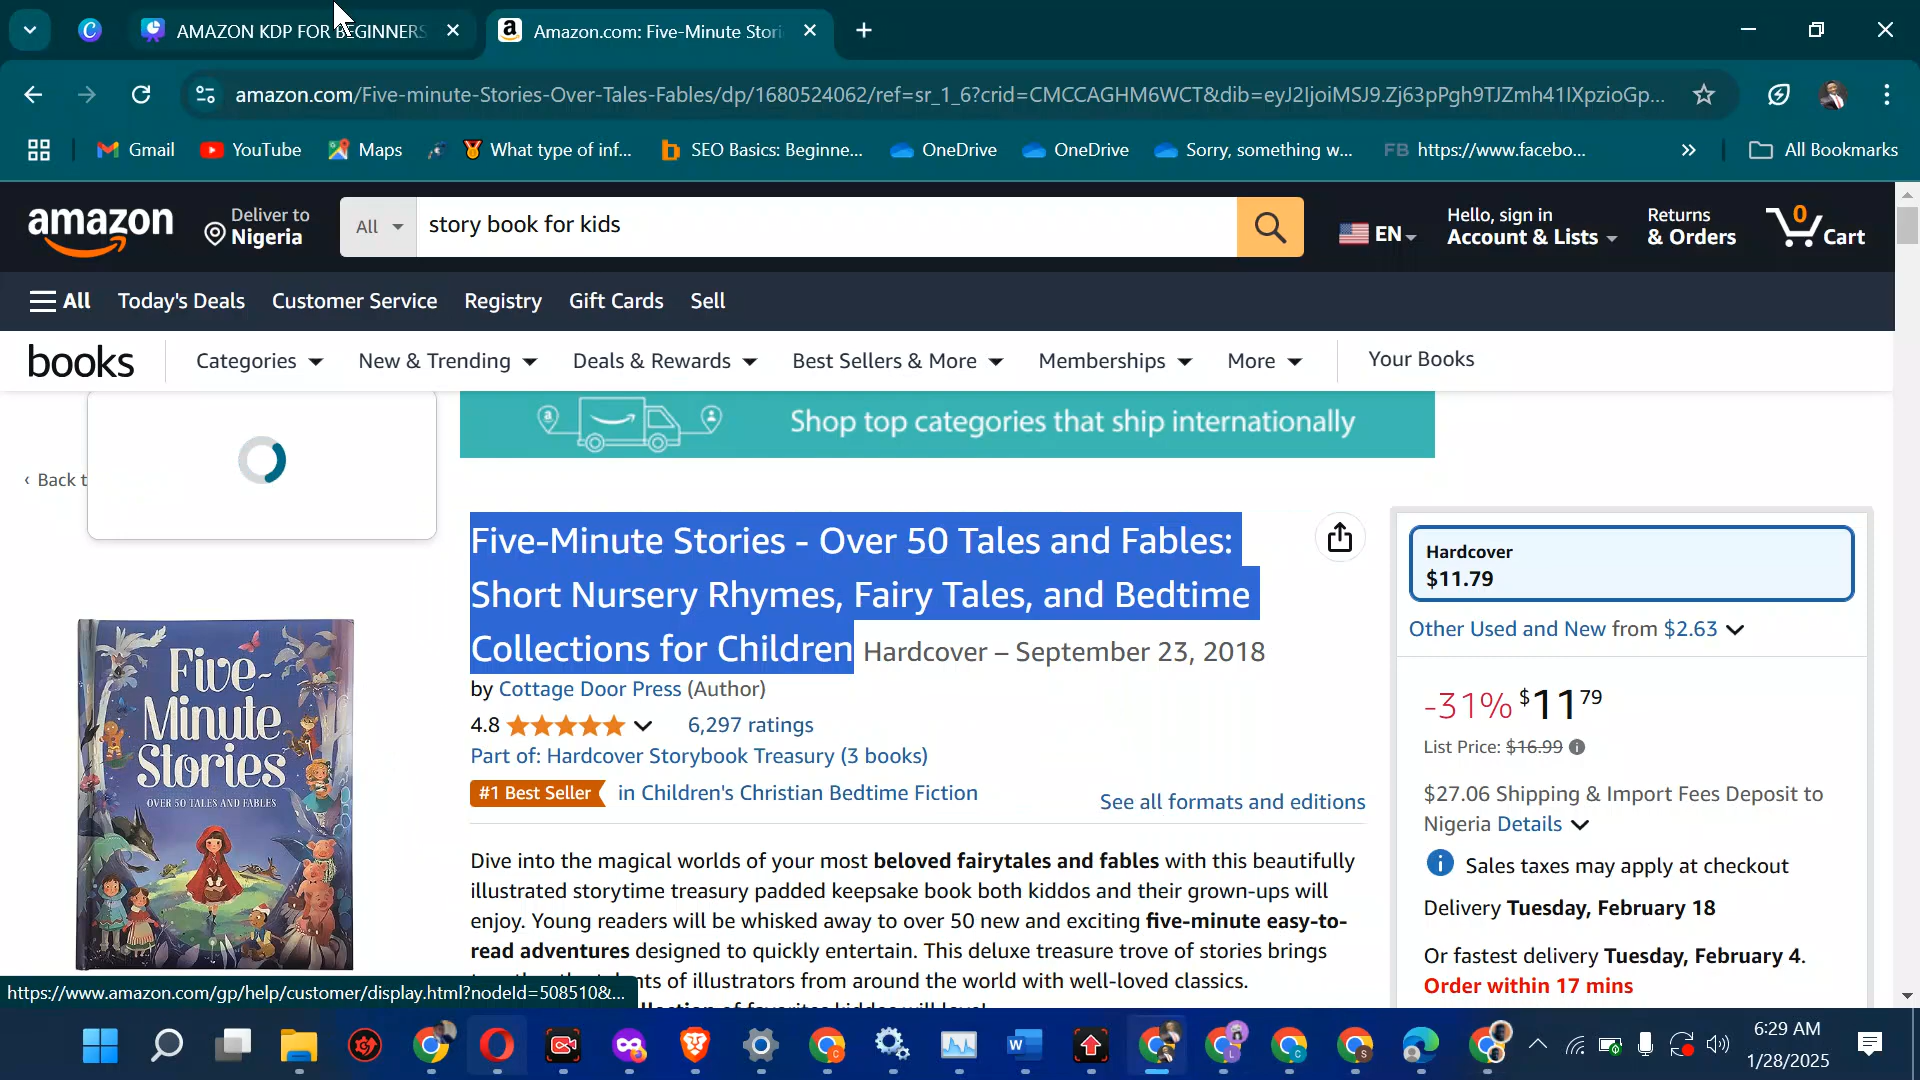 AMAZON KDP FOR BEGINNERS
Amazon.com: Five-Minute Stori
amazon.com/Five-minute-Stories-Over-Tales-Fables/dp/1680524062/ref=sr_1_6?crid=CMCCAGHM6WCT&dib=eyJ2IjoiMSJ9.Zj63pPgh9TJZmh41IXpzioGp...
Gmail YouTube Maps What type of inf... SEO Basics: Beginne... OneDrive OneDrive Sorry, something w... FB https://www.facebo... » All Bookmarks
amazon
Deliver to
Nigeria
All story book for kids
EN
Hello, sign in
Account & Lists
Returns
& Orders
0
Cart
All Today's Deals Customer Service Registry Gift Cards Sell
books Categories New & Trending Deals & Rewards Best Sellers & More Memberships More Your Books
Shop top categories that ship internationally
‹ Back t
Five-Minute Stories - Over 50 Tales and Fables:
Short Nursery Rhymes, Fairy Tales, and Bedtime
Collections for Children Hardcover – September 23, 2018
by Cottage Door Press (Author)
4.8 6,297 ratings
Part of: Hardcover Storybook Treasury (3 books)
#1 Best Seller in Children's Christian Bedtime Fiction
See all formats and editions
Dive into the magical worlds of your most beloved fairytales and fables with this beautifully
illustrated storytime treasury padded keepsake book both kiddos and their grown-ups will
enjoy. Young readers will be whisked away to over 50 new and exciting five-minute easy-to-
read adventures designed to quickly entertain. This deluxe treasure trove of stories brings
of illustrators from around the world with well-loved classics.
Five-
Minute
Stories
OVER 50 TALES AND FABLES
Hardcover
$11.79
Other Used and New from $2.63
-31% $11 79
List Price: $16.99
$27.06 Shipping & Import Fees Deposit to
Nigeria Details
Sales taxes may apply at checkout
Delivery Tuesday, February 18
Or fastest delivery Tuesday, February 4.
Order within 17 mins
https://www.amazon.com/gp/help/customer/display.html?nodeId=508510&...
6:29 AM
1/28/2025